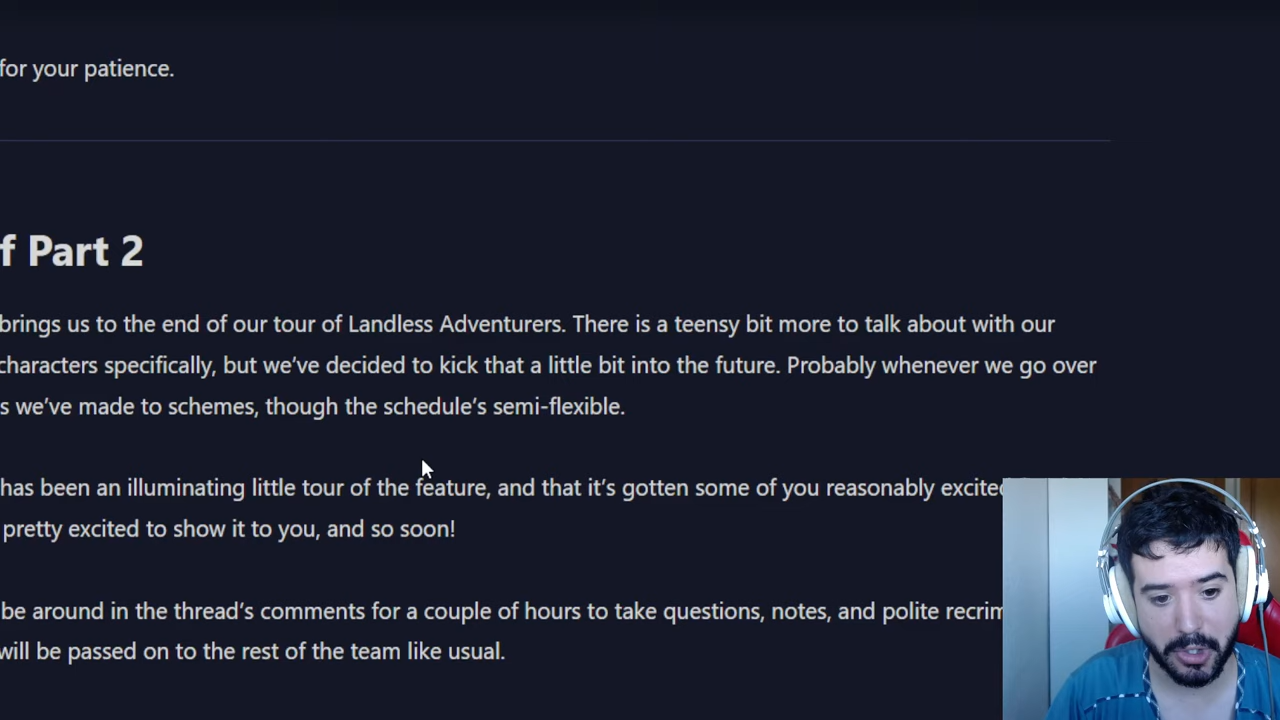 for your patience.
f Part 2
brings us to the end of our tour of Landless Adventurers. There is a teensy bit more to talk about with our
characters specifically, but we’ve decided to kick that a little bit into the future. Probably whenever we go over
s we’ve made to schemes, though the schedule’s semi-flexible.
has been an illuminating little tour of the feature, and that it’s gotten some of you reasonably excited
pretty excited to show it to you, and so soon!
be around in the thread’s comments for a couple of hours to take questions, notes, and polite recrim
will be passed on to the rest of the team like usual.